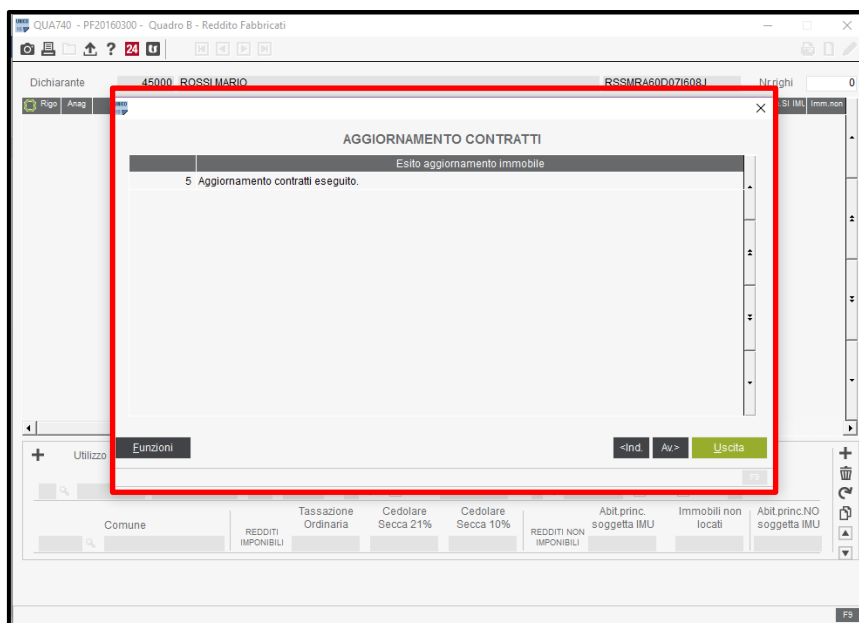 QUA740 - PF20160300 - Quadro B - Reddito Fabbricati
? 24
Dichiarante 45000 ROSSI MARIO RSSMRA60D07I608J Nr.righi 0
Rigo Anag Imm.non
AGGIORNAMENTO CONTRATTI
Esito aggiornamento immobile
5 Aggiornamento contratti eseguito.
Funzioni <Ind. Av.> Uscita
Utilizzo
F9
Comune
REDDITI IMPONIBILI
Tassazione Ordinaria
Cedolare Secca 21%
Cedolare Secca 10%
REDDITI NON IMPONIBILI
Abit.princ. soggetta IMU
Immobili non locati
Abit.princ.NO soggetta IMU
F9